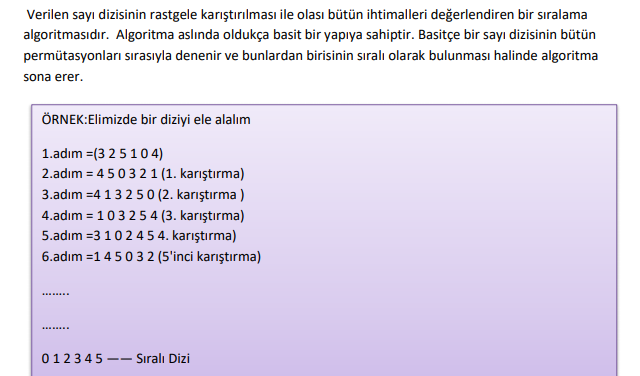 Verilen sayı dizisinin rastgele karıştırılması ile olası bütün ihtimalleri değerlendiren bir sıralama
algoritmasıdır. Algoritma aslında oldukça basit bir yapıya sahiptir. Basitçe bir sayı dizisinin bütün
permütasyonları sırasıyla denenir ve bunlardan birisinin sıralı olarak bulunması halinde algoritma
sona erer.
ÖRNEK:Elimizde bir diziyi ele alalım
1.adım =(3 2 5 1 0 4)
2.adım = 4 5 0 3 2 1 (1. karıştırma)
3.adım =4 1 3 2 5 0 (2. karıştırma )
4.adım = 1 0 3 2 5 4 (3. karıştırma)
5.adım =3 1 0 2 4 5 4. karıştırma)
6.adım =1 4 5 0 3 2 (5'inci karıştırma)
........
........
0 1 2 3 4 5 —— Sıralı Dizi